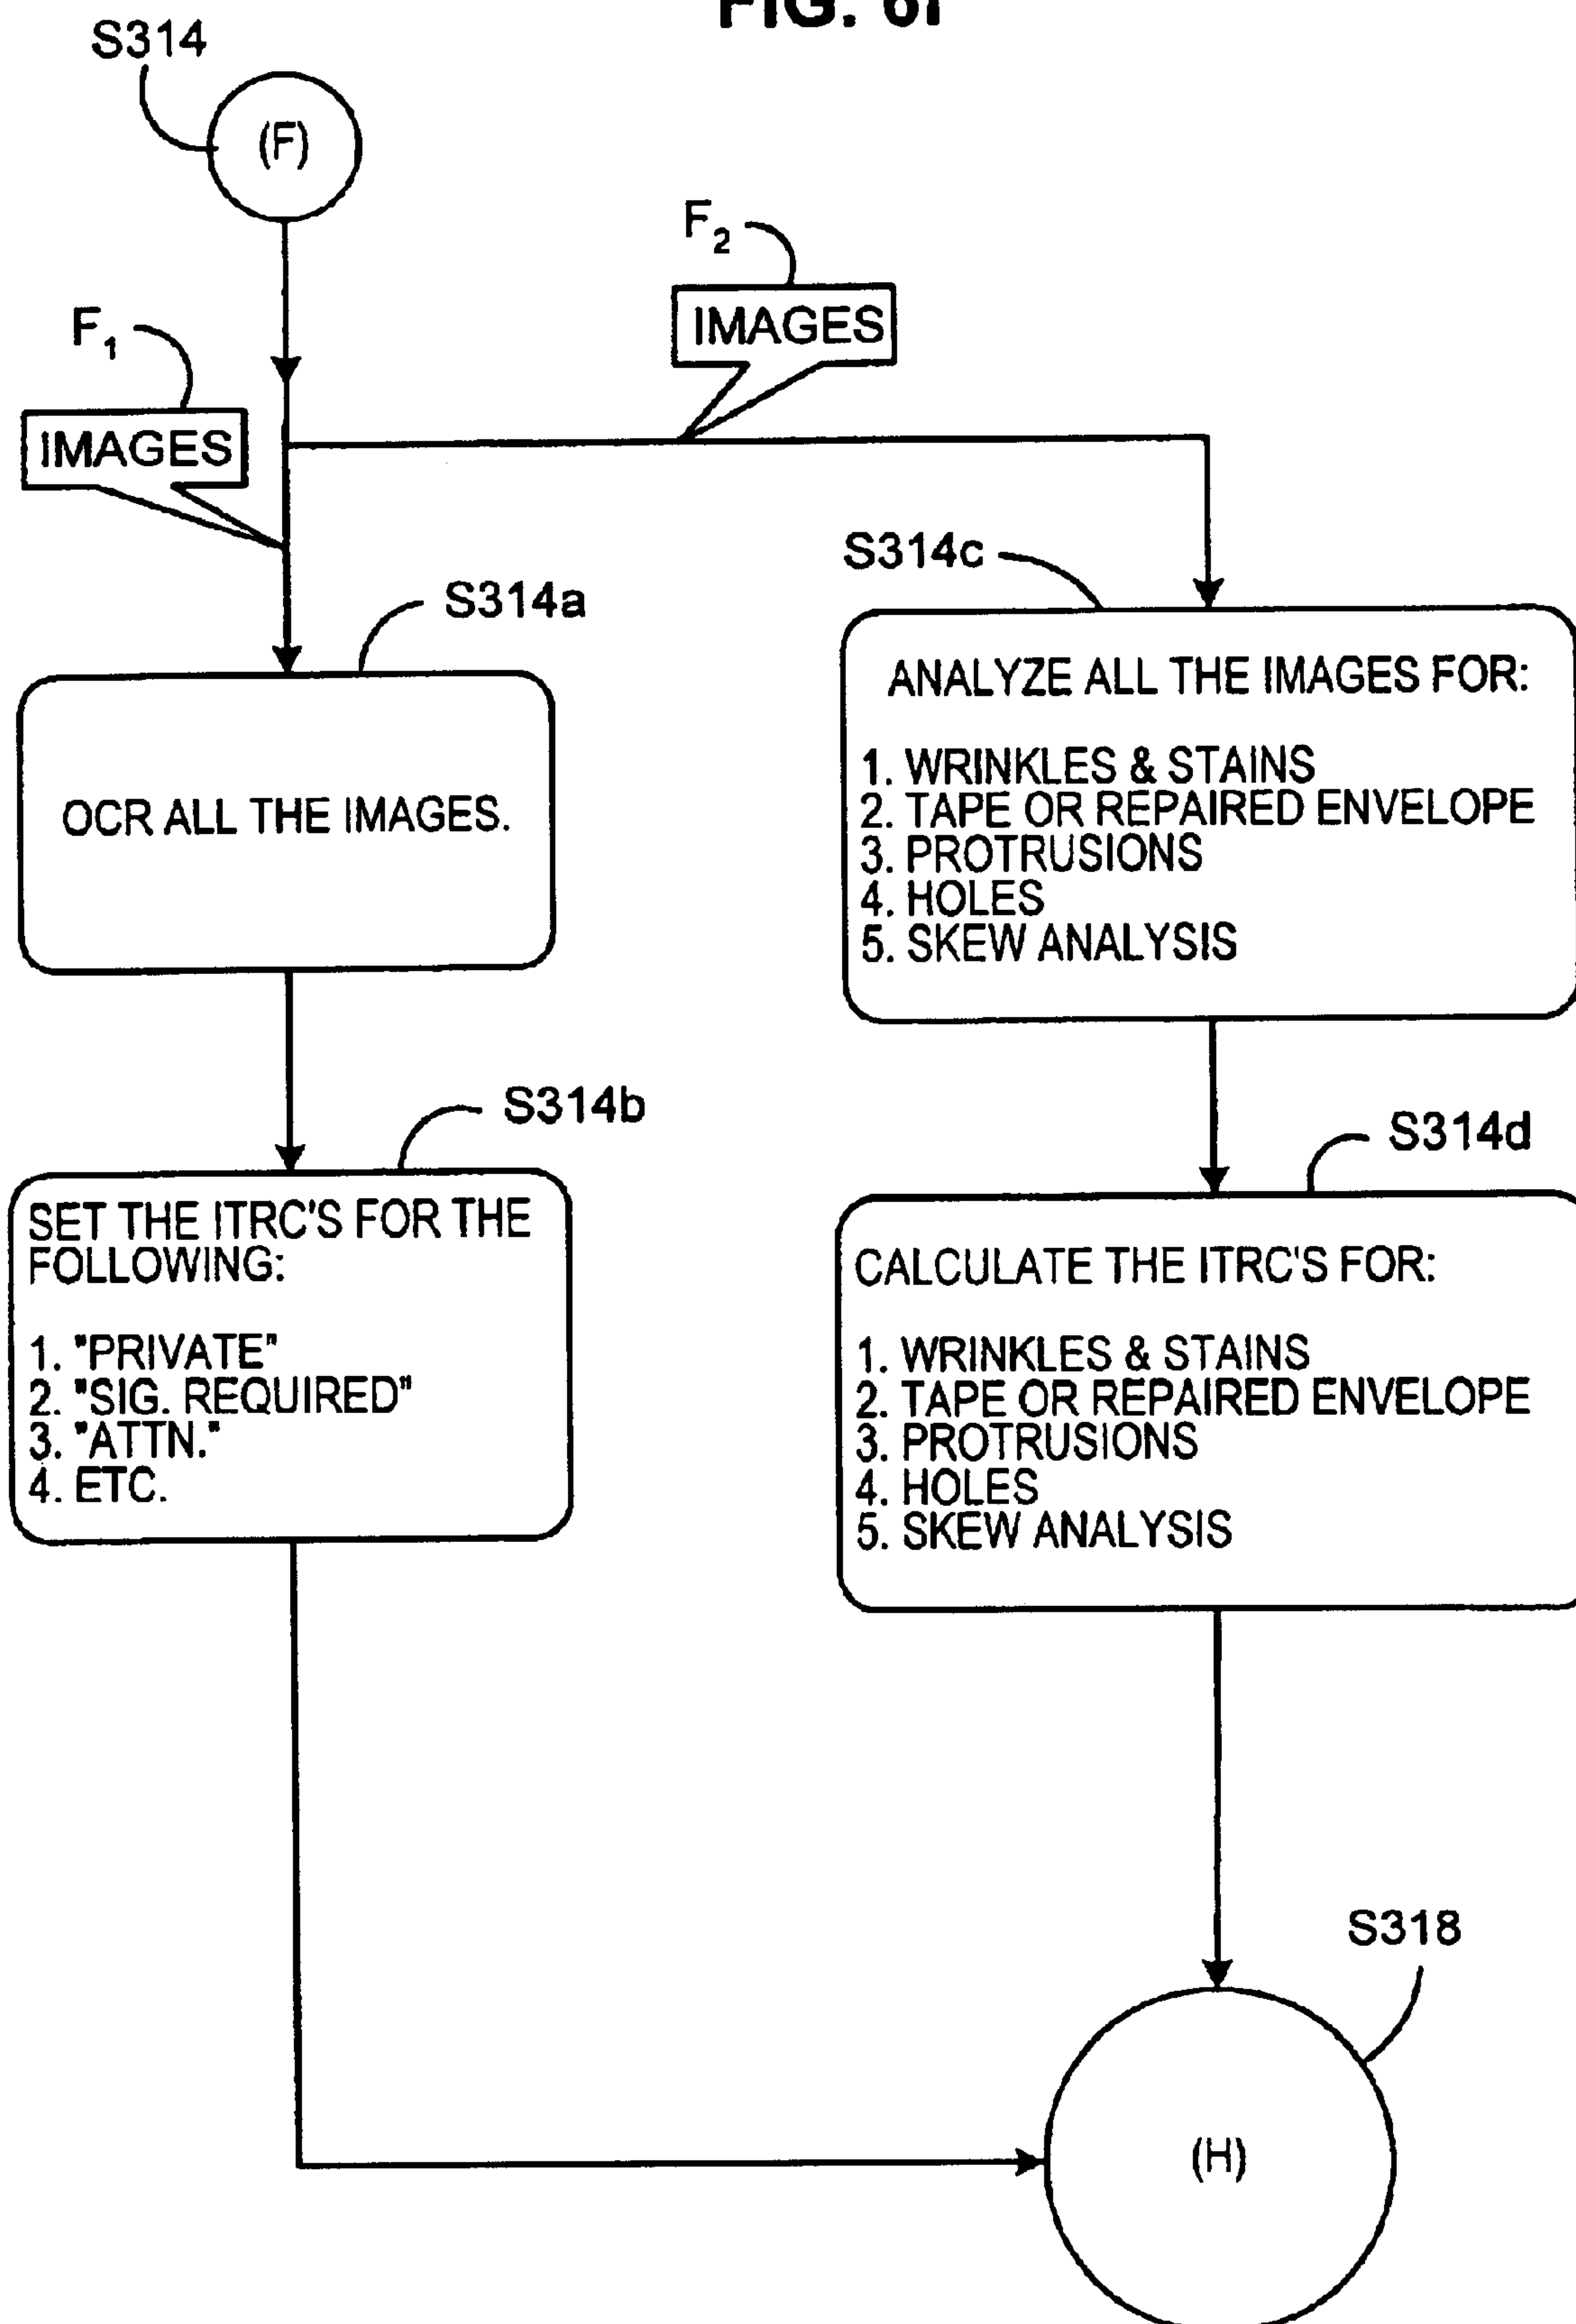 FIG. 6I
S314
(F)
F2
IMAGES
F1
IMAGES
S314c
S314a
ANALYZE ALL THE IMAGES FOR:
1. WRINKLES & STAINS
2. TAPE OR REPAIRED ENVELOPE
3. PROTRUSIONS
4. HOLES
5. SKEW ANALYSIS
OCR ALL THE IMAGES.
S314b
SET THE ITRC'S FOR THE
FOLLOWING:
1. "PRIVATE"
2. "SIG. REQUIRED"
3. "ATTN."
4. ETC.
S314d
CALCULATE THE ITRC'S FOR:
1. WRINKLES & STAINS
2. TAPE OR REPAIRED ENVELOPE
3. PROTRUSIONS
4. HOLES
5. SKEW ANALYSIS
S318
(H)